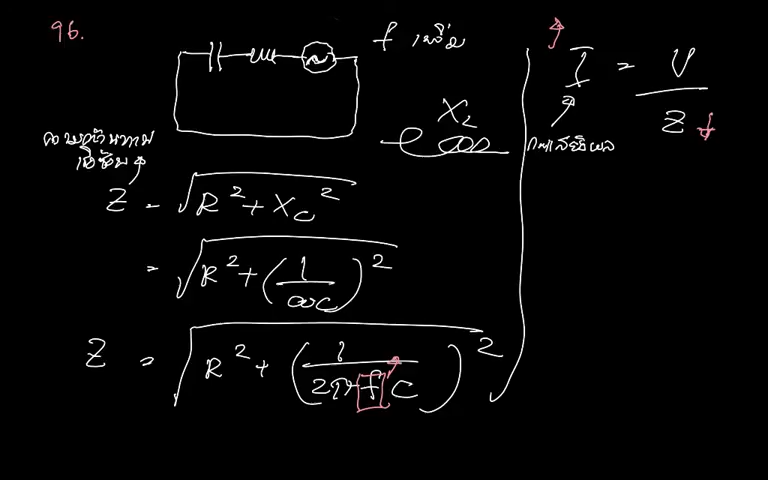 96.
f เพิ่ม
X_L
I = V / Z
กระแสยังผล
ความต้านทาน
เชิงซ้อน
Z = √(R² + X_C²)
= √(R² + (1/ωC)²)
Z = √(R² + (1/2πfC)²)